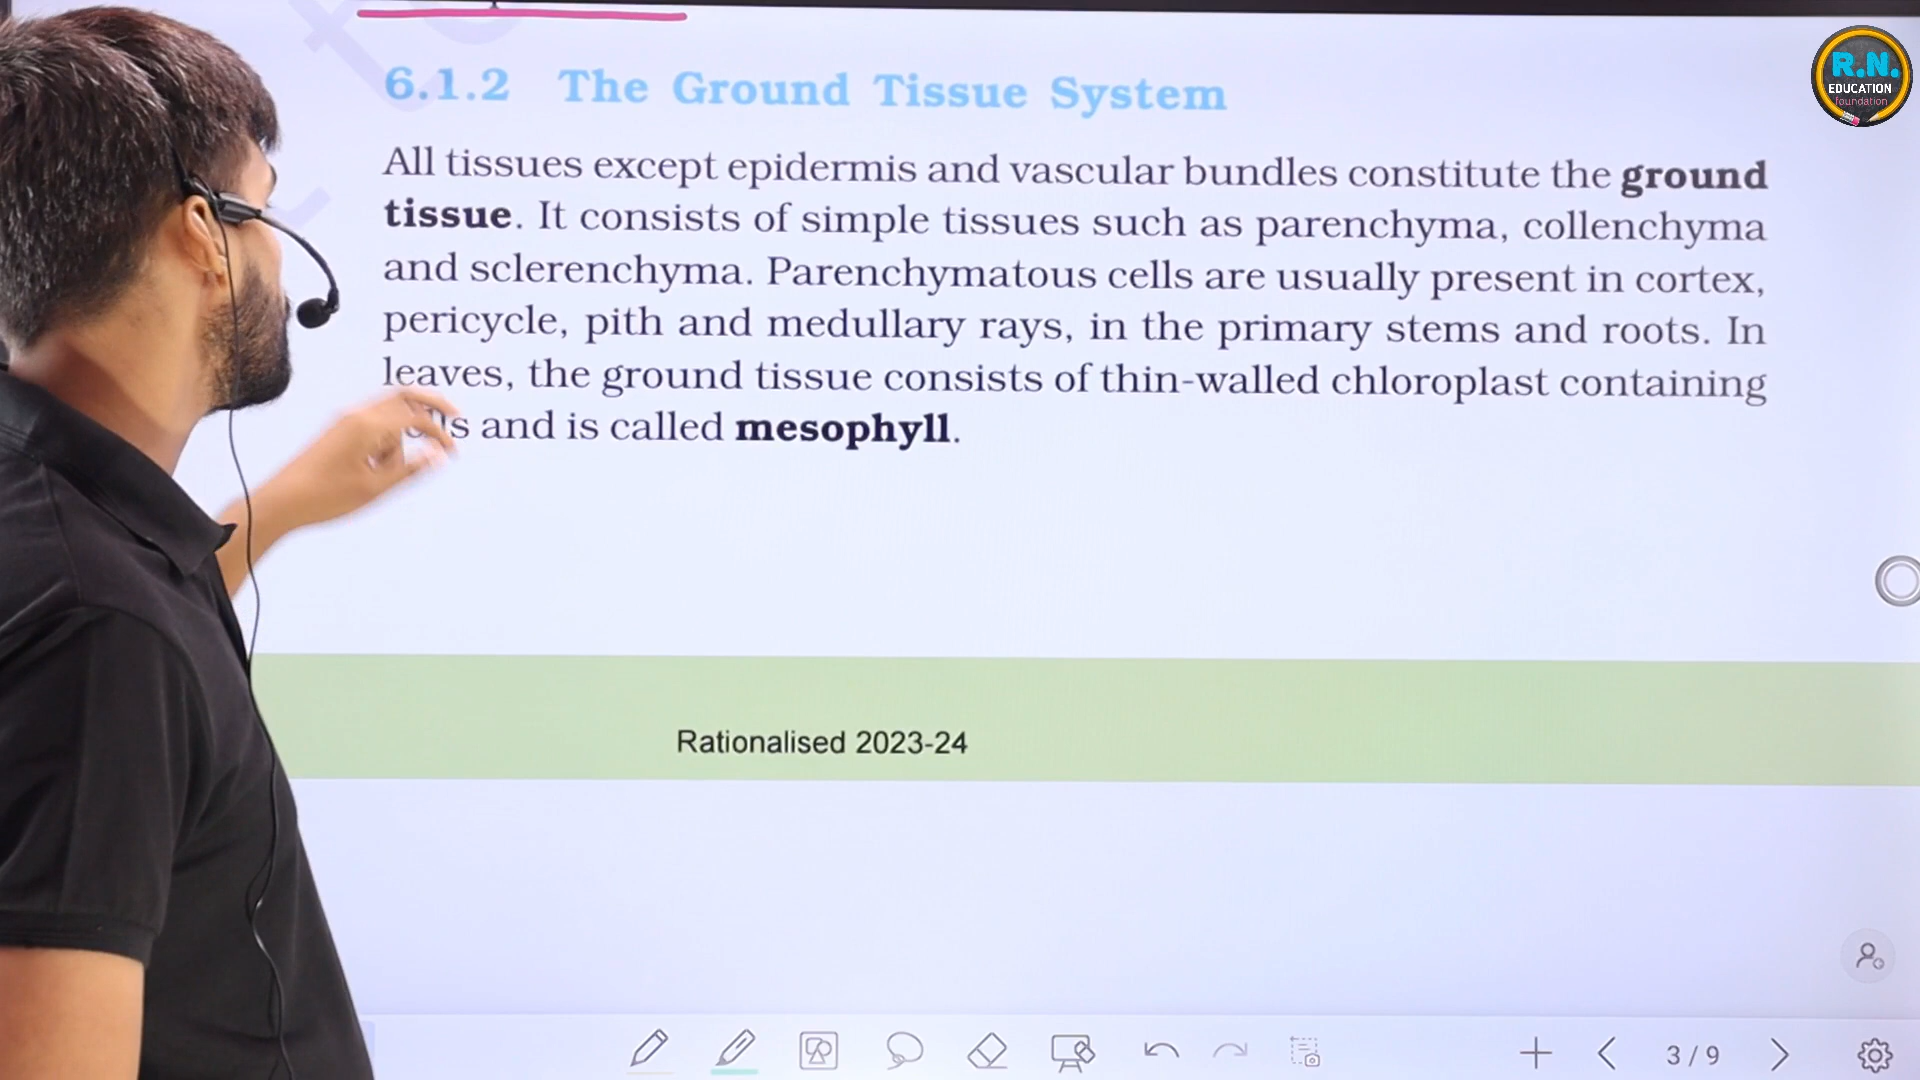 6.1.2 The Ground Tissue System
All tissues except epidermis and vascular bundles constitute the ground
tissue. It consists of simple tissues such as parenchyma, collenchyma
and sclerenchyma. Parenchymatous cells are usually present in cortex,
pericycle, pith and medullary rays, in the primary stems and roots. In
leaves, the ground tissue consists of thin-walled chloroplast containing
and is called mesophyll.
Rationalised 2023-24
3 / 9
R.N.
EDUCATION
foundation